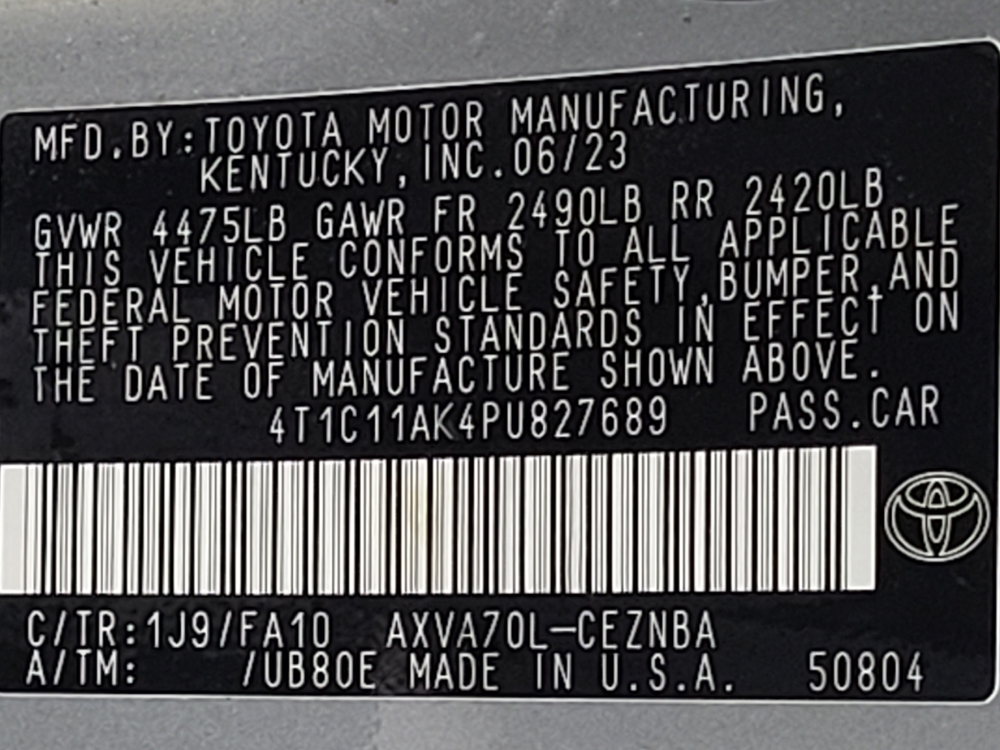 MFD.BY:TOYOTA MOTOR MANUFACTURING,
KENTUCKY, INC.06/23
GVWR 4475LB GAWR FR 2490LB RR 2420LB
THIS VEHICLE CONFORMS TO ALL APPLICABLE
FEDERAL MOTOR VEHICLE SAFETY,BUMPER,AND
THEFT PREVENTION STANDARDS IN EFFECT ON
THE DATE OF MANUFACTURE SHOWN ABOVE.
4T1C11AK4PU827689 PASS.CAR
C/TR:1J9/FA10 AXVA70L-CEZNBA
A/TM: /UB80E MADE IN U.S.A. 50804